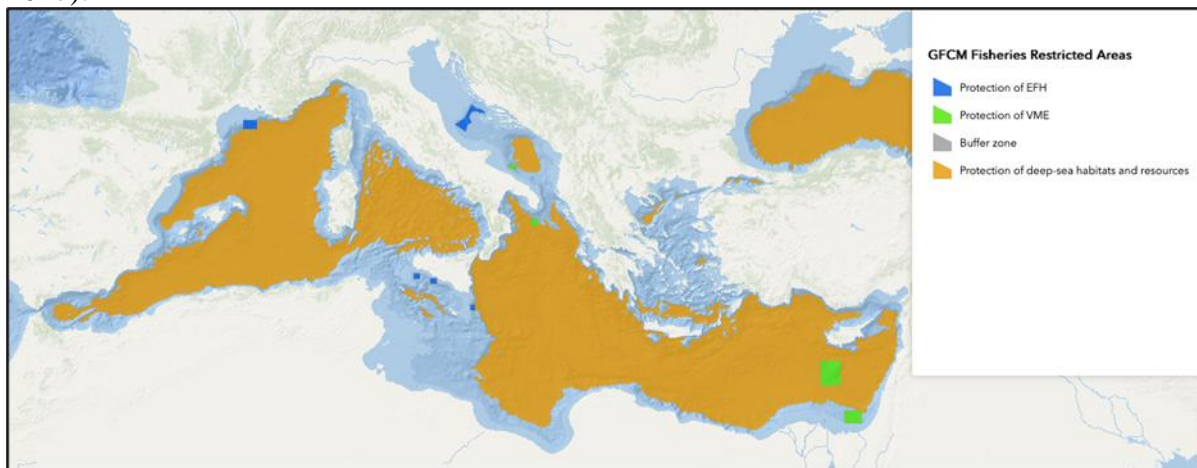 GFCM Fisheries Restricted Areas
Protection of EFH
Protection of VME
Buffer zone
Protection of deep-sea habitats and resources